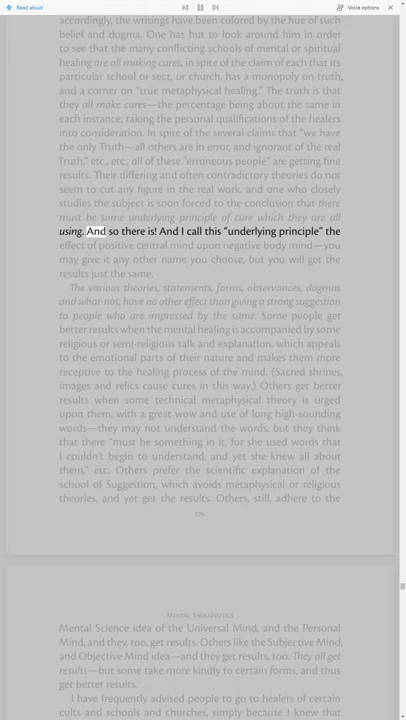 Read aloud
Voice options
accordingly, the writings have been colored by the hue of such
belief and dogma. One has but to look around him in order
to see that the many conflicting schools of mental or spiritual
healing are all making cures, in spite of the claim of each that its
particular school or sect, or church, has a monopoly on truth,
and a corner on "true metaphysical healing." The truth is that
they all make cures—the percentage being about the same in
each instance, taking the personal qualifications of the healers
into consideration. In spite of the several claims that "we have
the only Truth—all others are in error, and ignorant of the real
Truth," etc., etc., all of these "erroneous people" are getting fine
results. Their differing and often contradictory theories do not
seem to cut any figure in the real work, and one who closely
studies the subject is soon forced to the conclusion that there
must be some underlying principle of cure which they are all
using. And so there is! And I call this "underlying principle" the
effect of positive central mind upon negative body mind—you
may give it any other name you choose, but you will get the
results just the same.
The various theories, statements, forms, observances, dogmas
and what-not, have no other effect than giving a strong suggestion
to people who are impressed by the same. Some people get
better results when the mental healing is accompanied by some
religious or semi-religious talk and explanation, which appeals
to the emotional parts of their nature and makes them more
receptive to the healing process of the mind. (Sacred shrines,
images and relics cause cures in this way.) Others get better
results when some technical metaphysical theory is urged
upon them, with a great wow and use of long high-sounding
words—they may not understand the words, but they think
that there "must be something in it, for she used words that
I couldn't begin to understand, and yet she knew all about
them," etc. Others prefer the scientific explanation of the
school of Suggestion, which avoids metaphysical or religious
theories, and yet get the results. Others, still, adhere to the
Mental Therapeutics
Mental Science idea of the Universal Mind, and the Personal
Mind, and they, too, get results. Others like the Subjective Mind,
and Objective Mind idea—and they get results, too. They all get
results—but some take more kindly to certain forms, and thus
get better results.
I have frequently advised people to go to healers of certain
cults and schools and churches, simply because I knew that